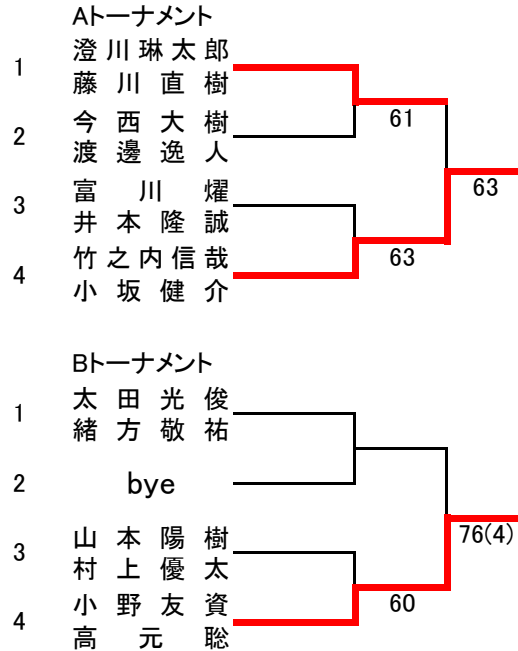 Aトーナメント
1
澄川琳太郎
藤川直樹
61
2
今西大樹
渡邊逸人
63
3
富川燿
井本隆誠
63
4
竹之内信哉
小坂健介
Bトーナメント
1
太田光俊
緒方敬祐
2
bye
76(4)
3
山本陽樹
村上優太
60
4
小野友資
高元聡